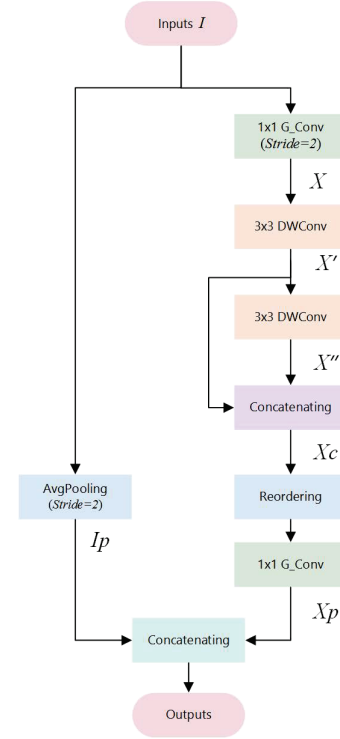 Inputs I
1x1 G_Conv
(Stride=2)
X
3x3 DWConv
X′
3x3 DWConv
X″
Concatenating
Xc
AvgPooling
(Stride=2)
Reordering
Ip
1x1 G_Conv
Xp
Concatenating
Outputs